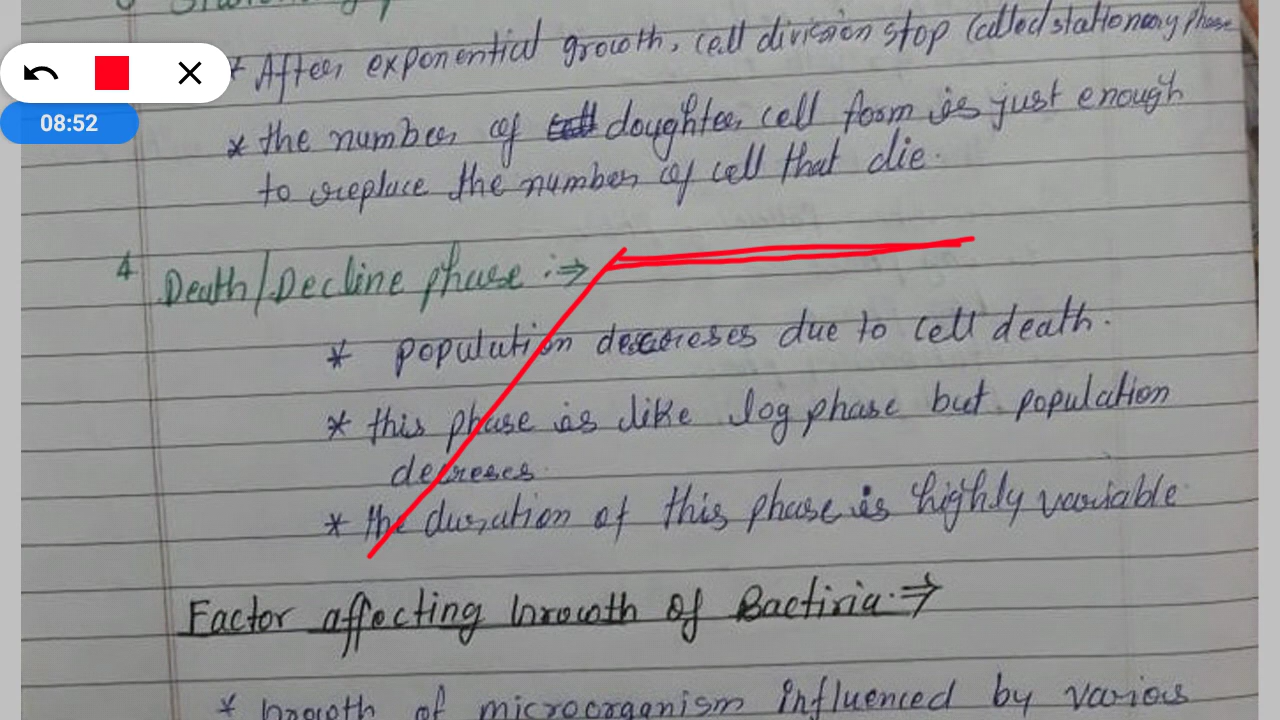 * After exponential growth, cell division stop called stationary phase
* the number of doughter cell form is just enough
to replace the number of cell that die.
08:52
4 Death/Decline phase :⇒
* population decreses due to cell death.
* this phase is like log phase but population
decreses.
* the duration of this phase is highly variable
Factor affecting Growth of Bactiria :⇒
* Growth of microorganism influenced by various